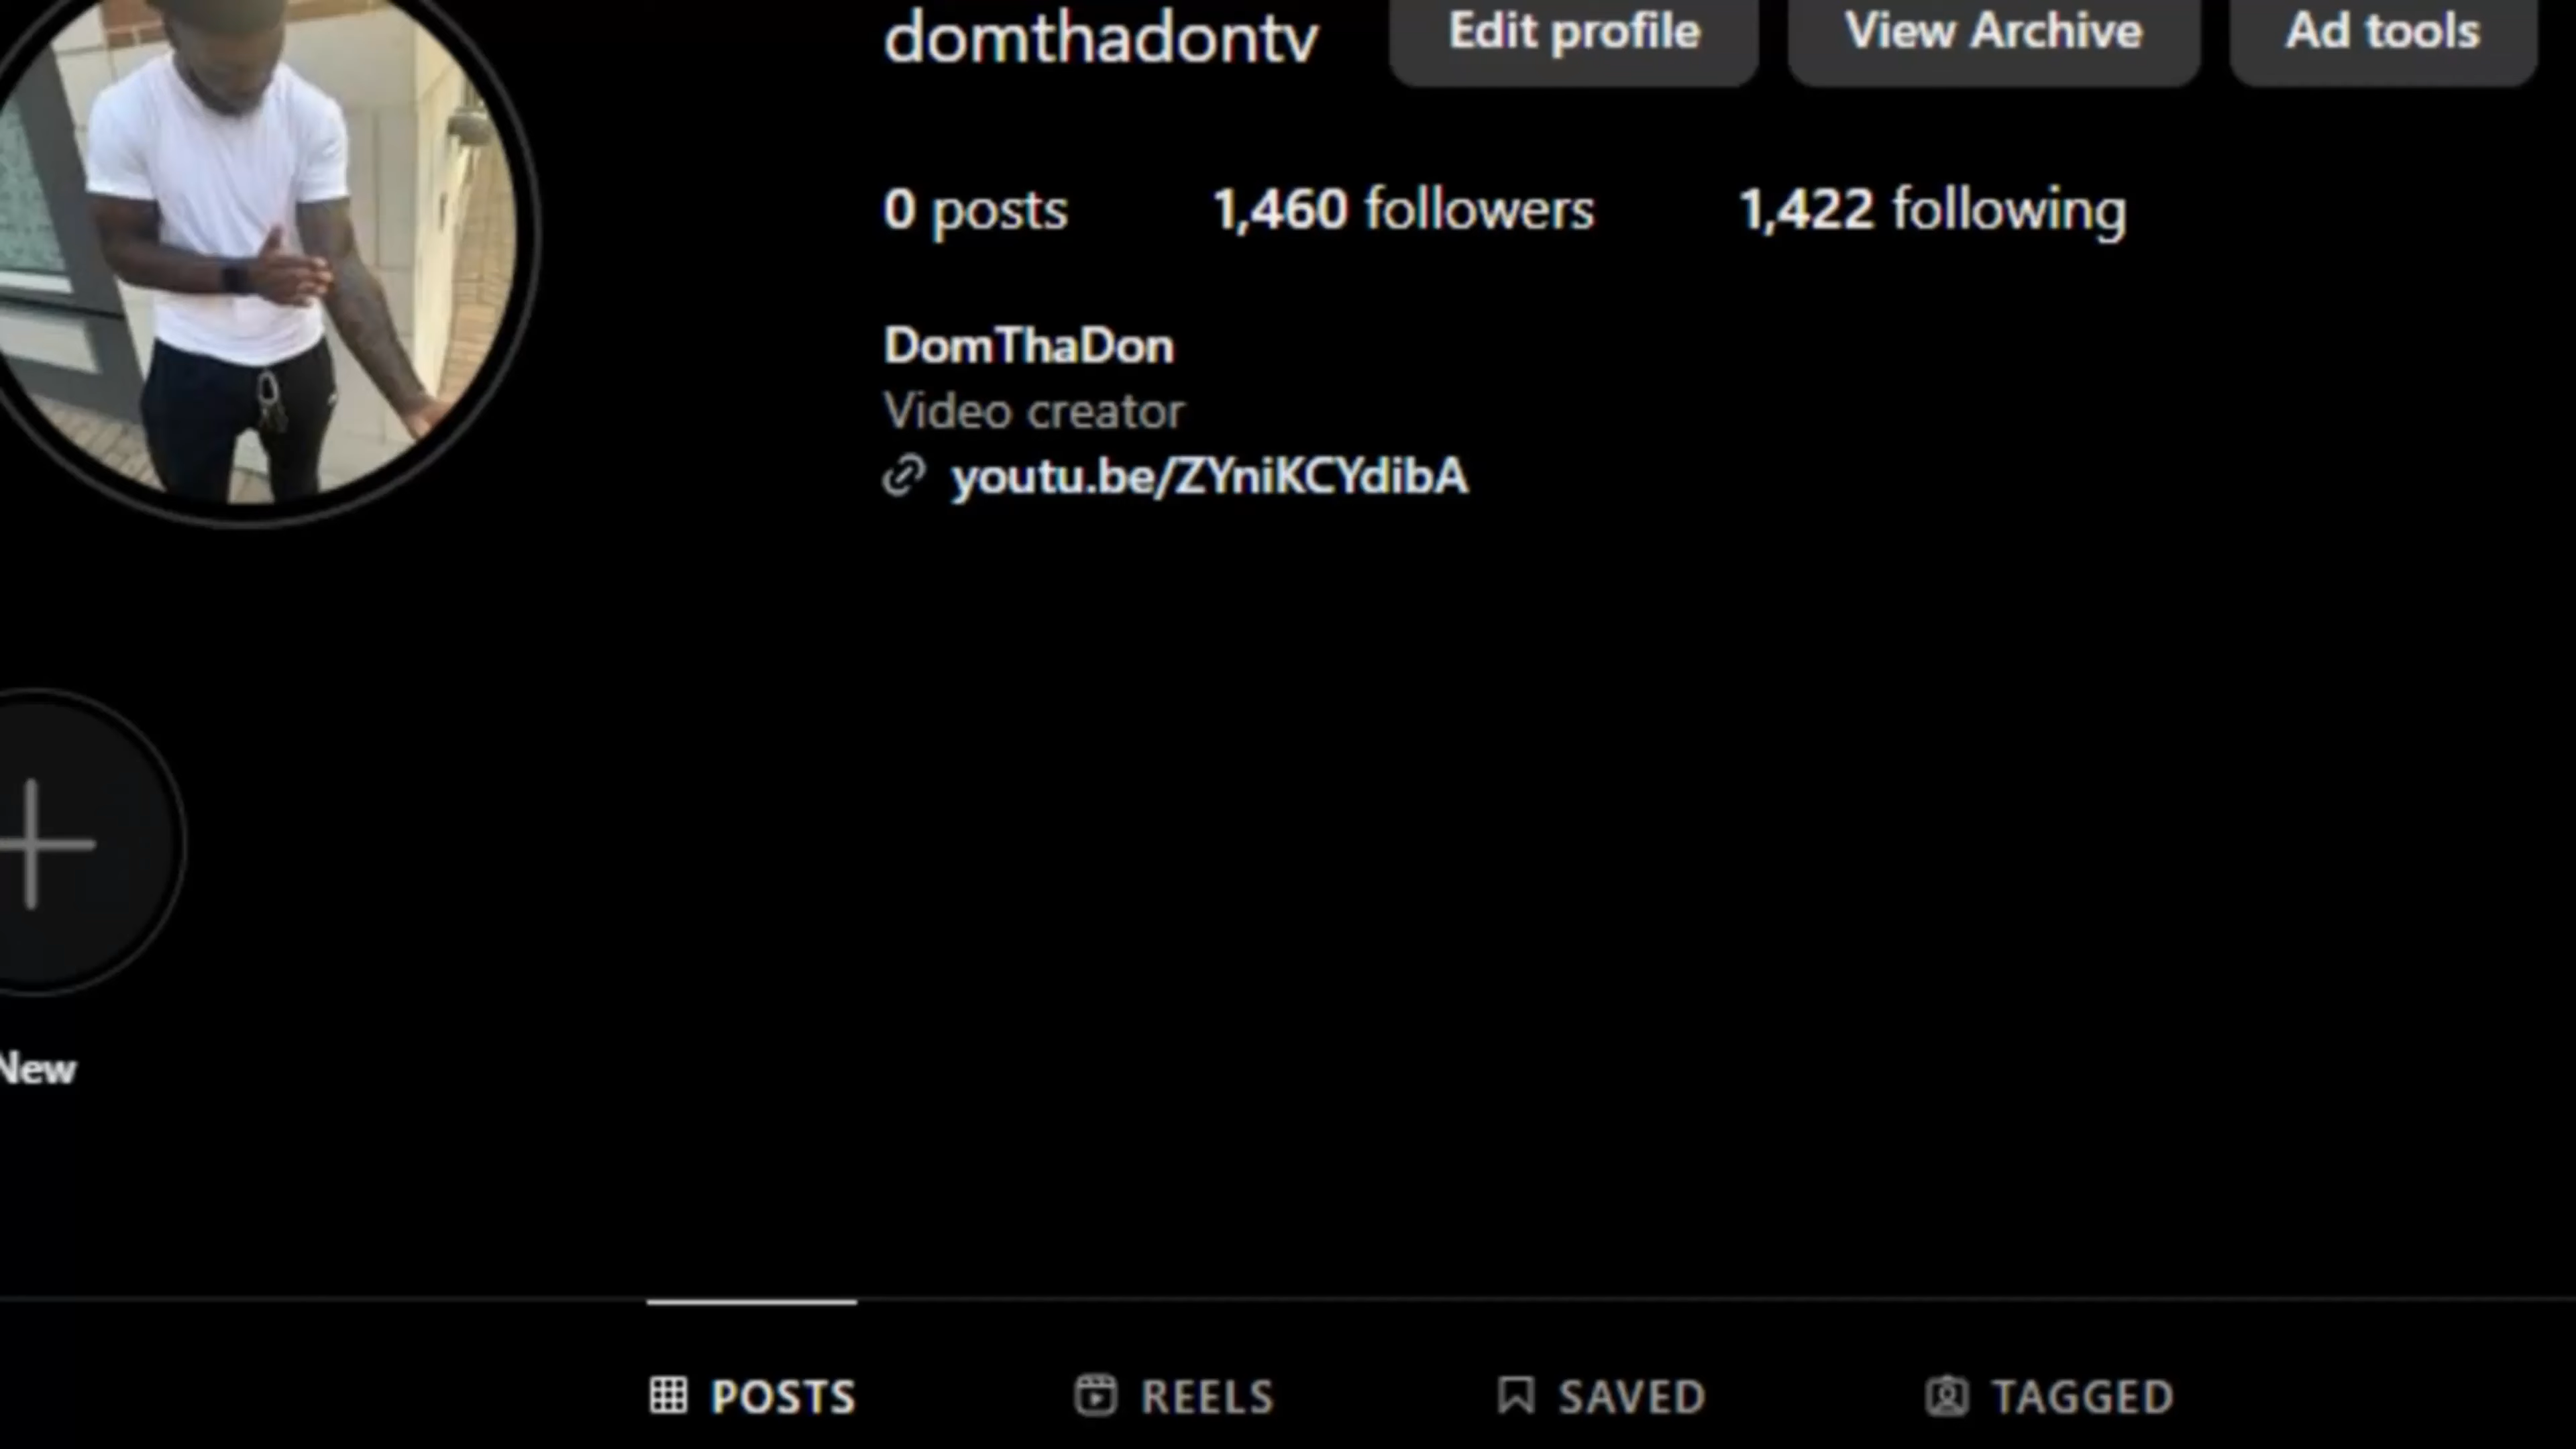 domthadontv Edit profile View Archive Ad tools
0 posts 1,460 followers 1,422 following
DomThaDon
Video creator
youtu.be/ZYniKCYdibA
New
POSTS REELS SAVED TAGGED